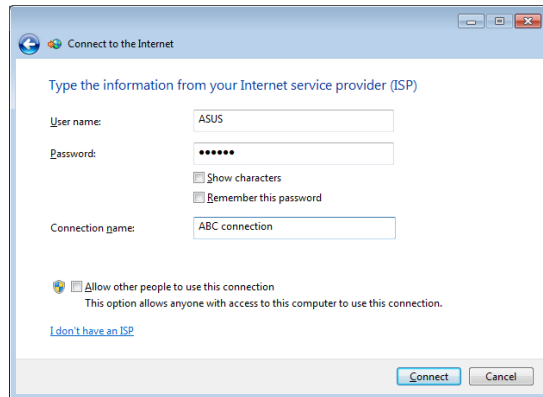 Connect to the Internet
Type the information from your Internet service provider (ISP)
User name: ASUS
Password: ••••••
Show characters
Remember this password
Connection name: ABC connection
Allow other people to use this connection
This option allows anyone with access to this computer to use this connection.
I don't have an ISP
Connect Cancel